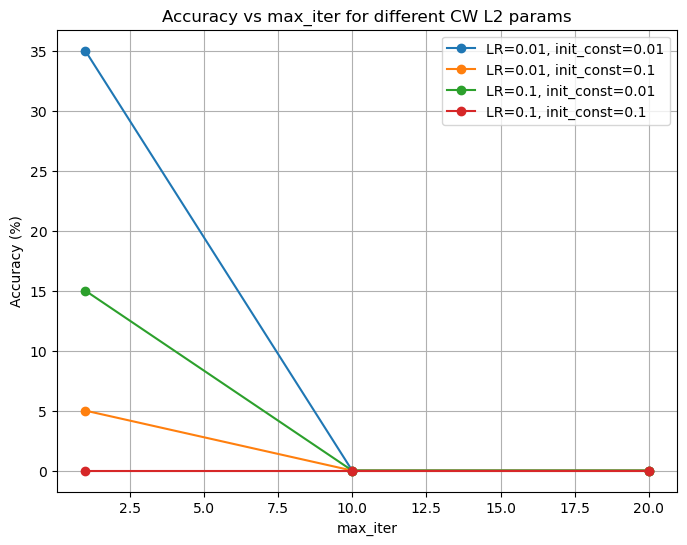 Accuracy vs max_iter for different CW L2 params
LR=0.01, init_const=0.01
LR=0.01, init_const=0.1
LR=0.1, init_const=0.01
LR=0.1, init_const=0.1
Accuracy (%)
35
30
25
20
15
10
5
0
2.5 5.0 7.5 10.0 12.5 15.0 17.5 20.0
max_iter